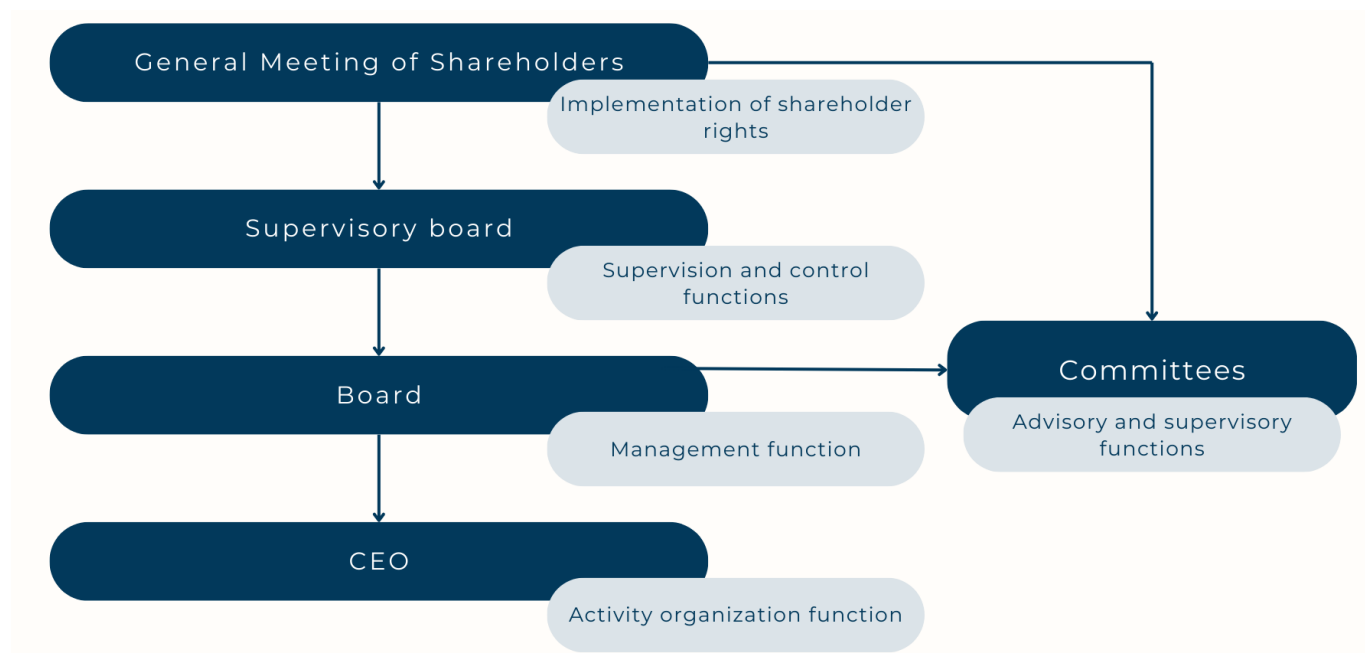 General Meeting of Shareholders
Implementation of shareholder
rights
Supervisory board
Supervision and control
functions
Board
Management function
Committees
Advisory and supervisory
functions
CEO
Activity organization function